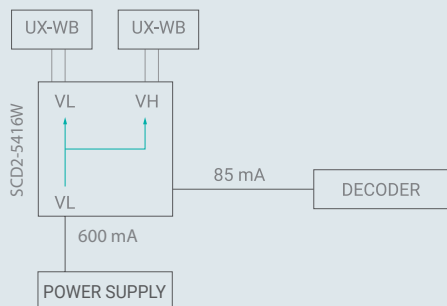 UX-WB
UX-WB
VL
VH
SCD2-5416W
VL
85 mA
DECODER
600 mA
POWER SUPPLY